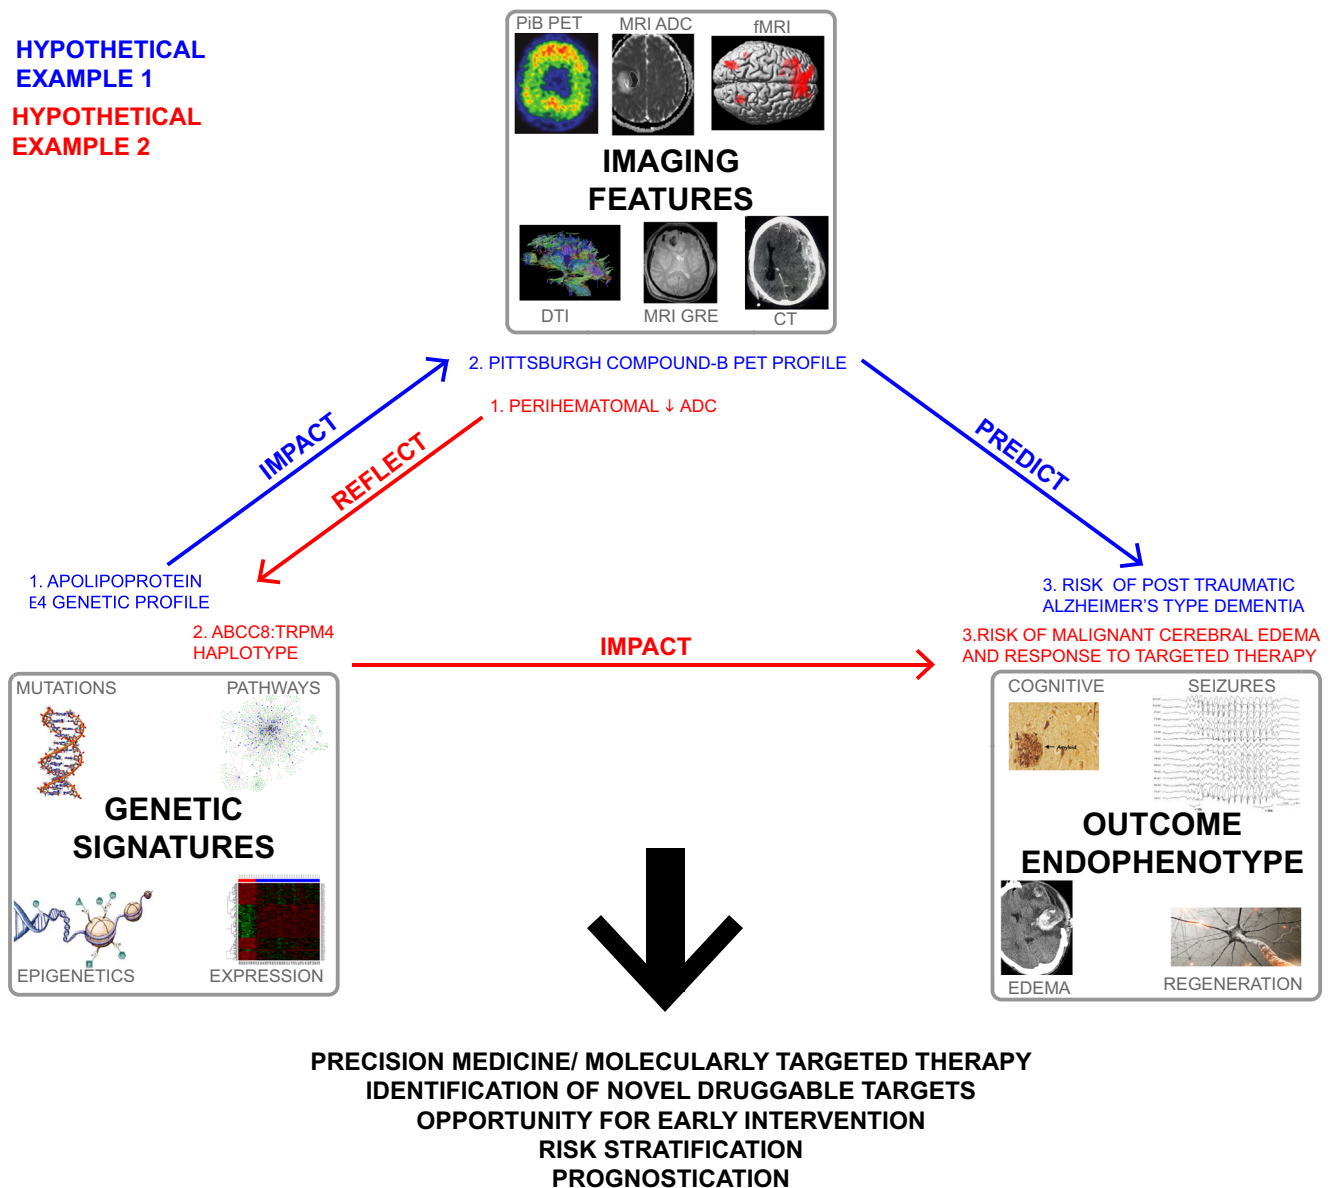 HYPOTHETICAL
EXAMPLE 1
HYPOTHETICAL
EXAMPLE 2
PiB PET
MRI ADC
fMRI
IMAGING
FEATURES
DTI
MRI GRE
CT
2. PITTSBURGH COMPOUND-B PET PROFILE
1. PERIHEMATOMAL ↓ ADC
IMPACT
REFLECT
PREDICT
1. APOLIPOPROTEIN
E4 GENETIC PROFILE
2. ABCC8:TRPM4
HAPLOTYPE
IMPACT
3. RISK OF POST TRAUMATIC
ALZHEIMER'S TYPE DEMENTIA
3.RISK OF MALIGNANT CEREBRAL EDEMA
AND RESPONSE TO TARGETED THERAPY
MUTATIONS
PATHWAYS
GENETIC
SIGNATURES
EPIGENETICS
EXPRESSION
COGNITIVE
SEIZURES
Amyloid
OUTCOME
ENDOPHENOTYPE
EDEMA
REGENERATION
PRECISION MEDICINE/ MOLECULARLY TARGETED THERAPY
IDENTIFICATION OF NOVEL DRUGGABLE TARGETS
OPPORTUNITY FOR EARLY INTERVENTION
RISK STRATIFICATION
PROGNOSTICATION